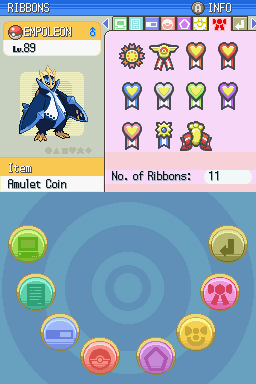 RIBBONS
A INFO
EMPOLEON ♂
Lv.89
Item
Amulet Coin
No. of Ribbons: 11